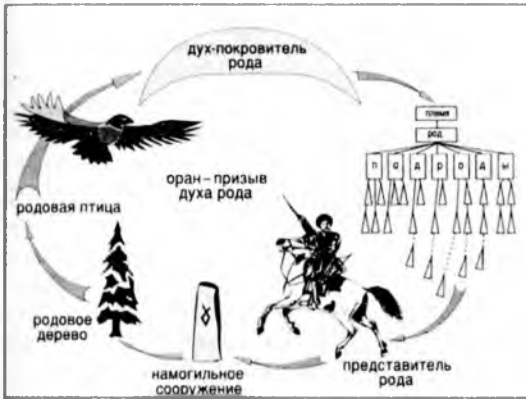 дух-покровитель
рода
племя
род
п о д р о д ы
оран – призыв
духа рода
родовая птица
родовое
дерево
намогильное
сооружение
представитель
рода